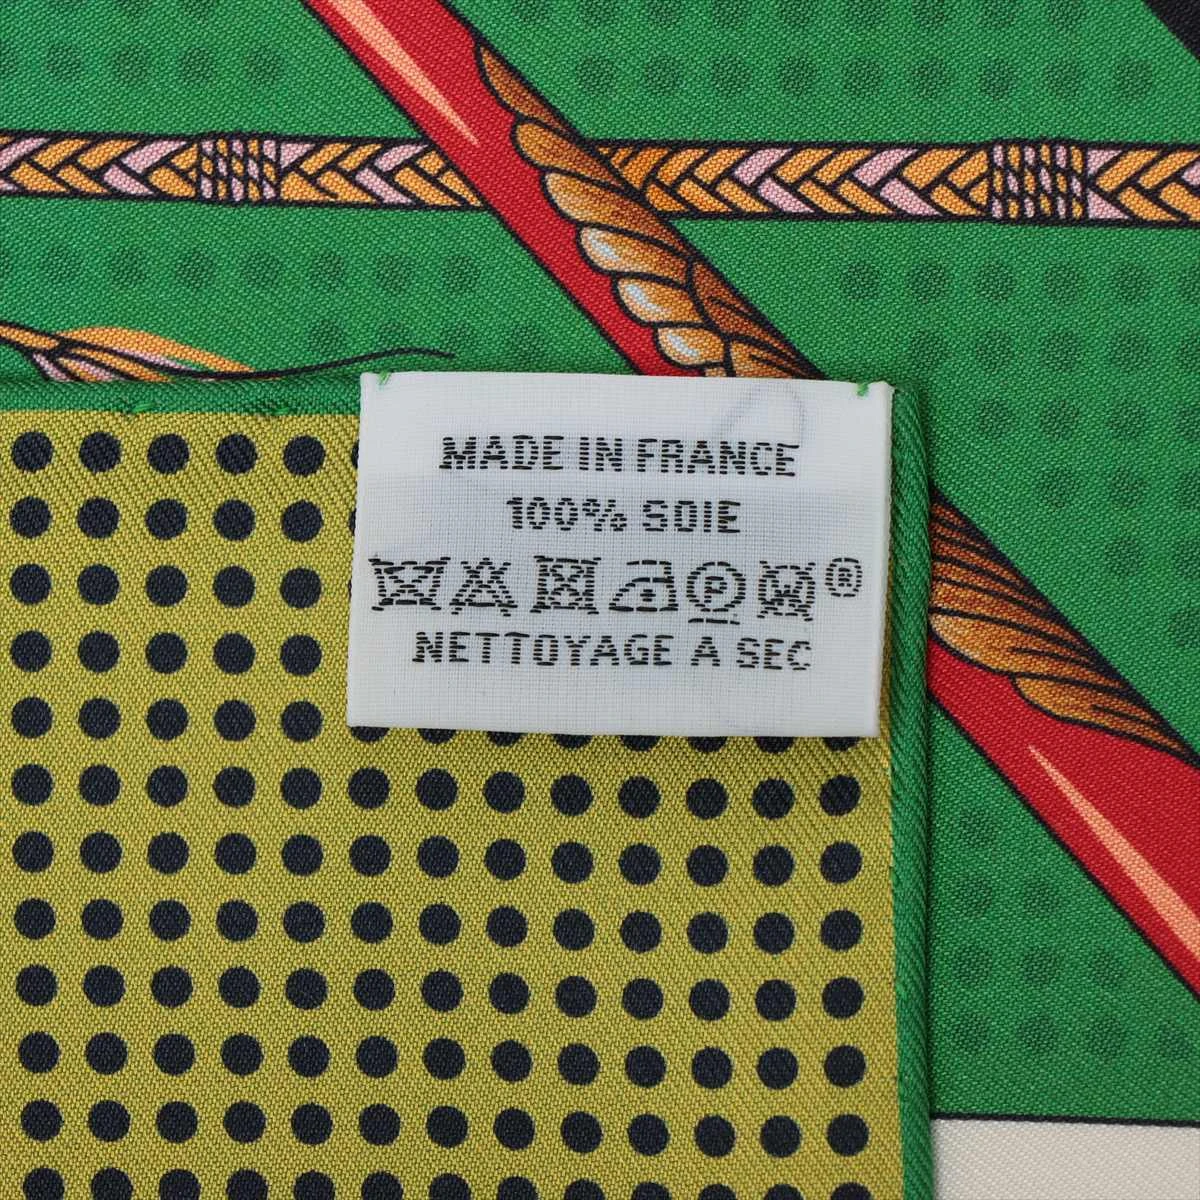 MADE IN FRANCE
100% SOIE
P ®
NETTOYAGE A SEC